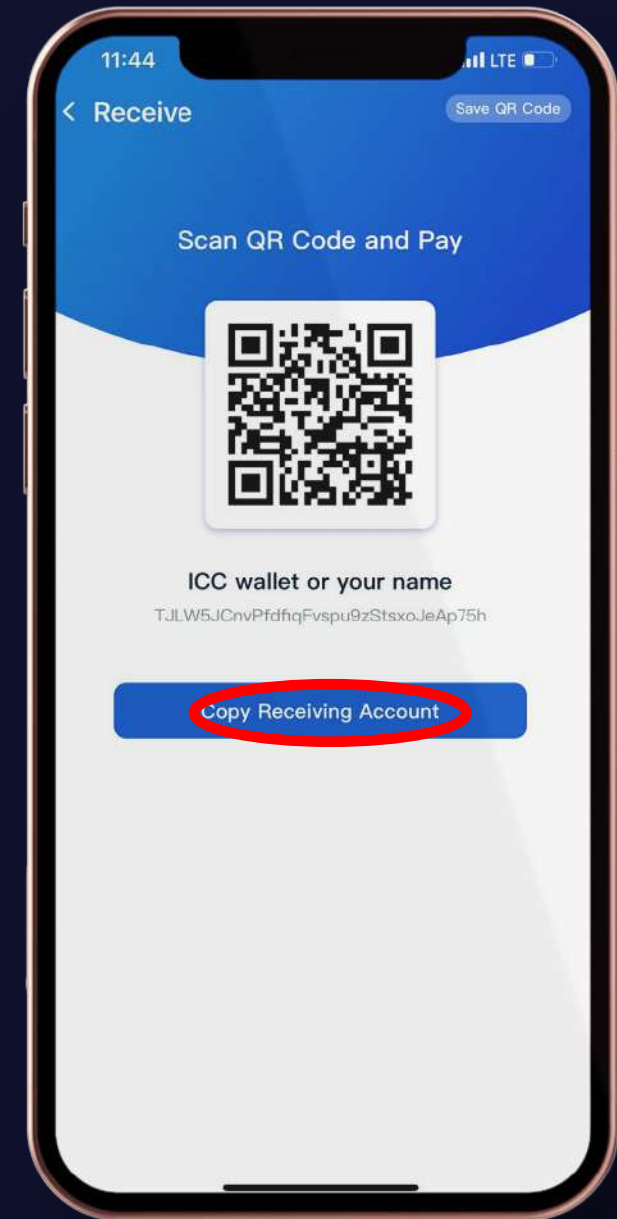 11:44
LTE
< Receive
Save QR Code
Scan QR Code and Pay
ICC wallet or your name
TJLW5JCnvPfdfiqFvspu9zStsxoJeAp75h
Copy Receiving Account